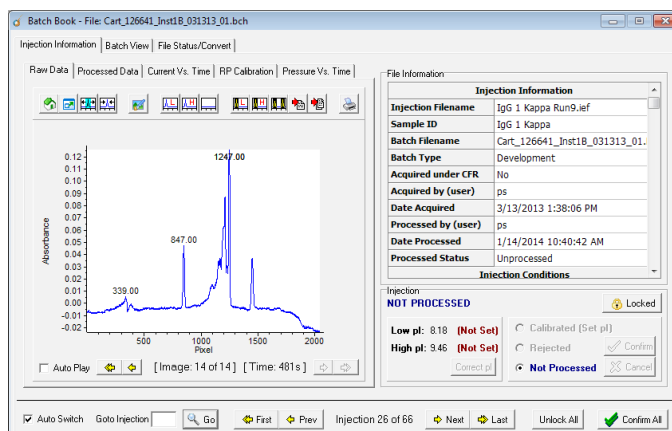 Batch Book - File: Cart_126641_Inst1B_031313_01.bch
Injection Information Batch View File Status/Convert
Raw Data Processed Data Current Vs. Time RP Calibration Pressure Vs. Time
L H L H
0.12
0.11
0.10
0.09
0.08
0.07
0.06
0.05
0.04
0.03
0.02
0.01
0.00
-0.01
-0.02
Absorbance
339.00
847.00
1247.00
500 1000 1500 2000
Pixel
Auto Play [Image: 14 of 14] [Time: 481s]
File Information
Injection Information
Injection Filename IgG 1 Kappa Run9.ief
Sample ID IgG 1 Kappa
Batch Filename Cart_126641_Inst1B_031313_01.
Batch Type Development
Acquired under CFR No
Acquired by (user) ps
Date Acquired 3/13/2013 1:38:06 PM
Processed by (user) ps
Date Processed 1/14/2014 10:40:42 AM
Processed Status Unprocessed
Injection Conditions
Injection
NOT PROCESSED Locked
Low pI: 8.18 (Not Set)
High pI: 9.46 (Not Set)
Correct pI
Calibrated (Set pI)
Rejected Confirm
Not Processed Cancel
Auto Switch Goto Injection Go First Prev Injection 26 of 66 Next Last Unlock All Confirm All